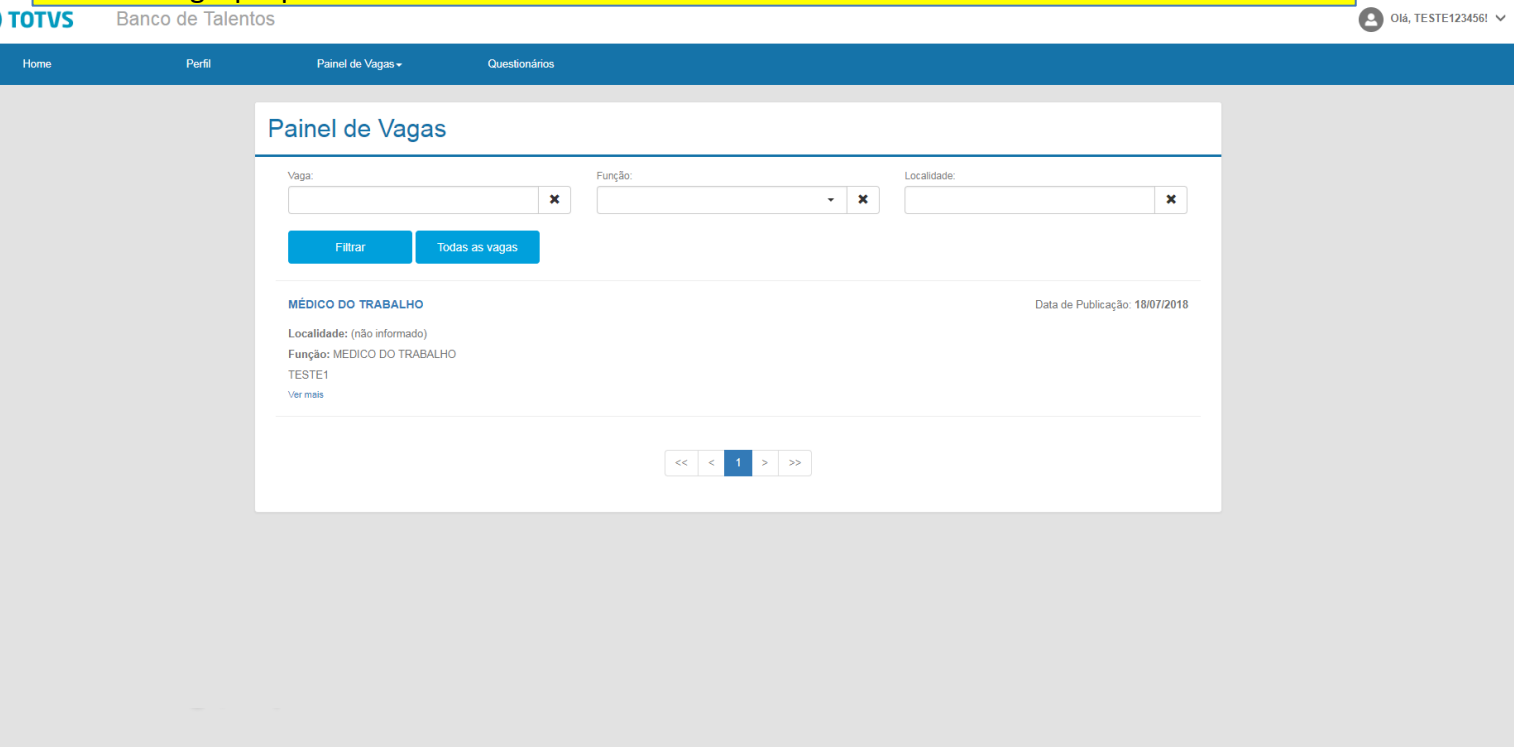 TOTVS Banco de Talentos Olá, TESTE123456!
Home Perfil Painel de Vagas Questionários
Painel de Vagas
Vaga: Função: Localidade:
Filtrar Todas as vagas
MÉDICO DO TRABALHO Data de Publicação: 18/07/2018
Localidade: (não informado)
Função: MEDICO DO TRABALHO
TESTE1
Ver mais
<< < 1 > >>